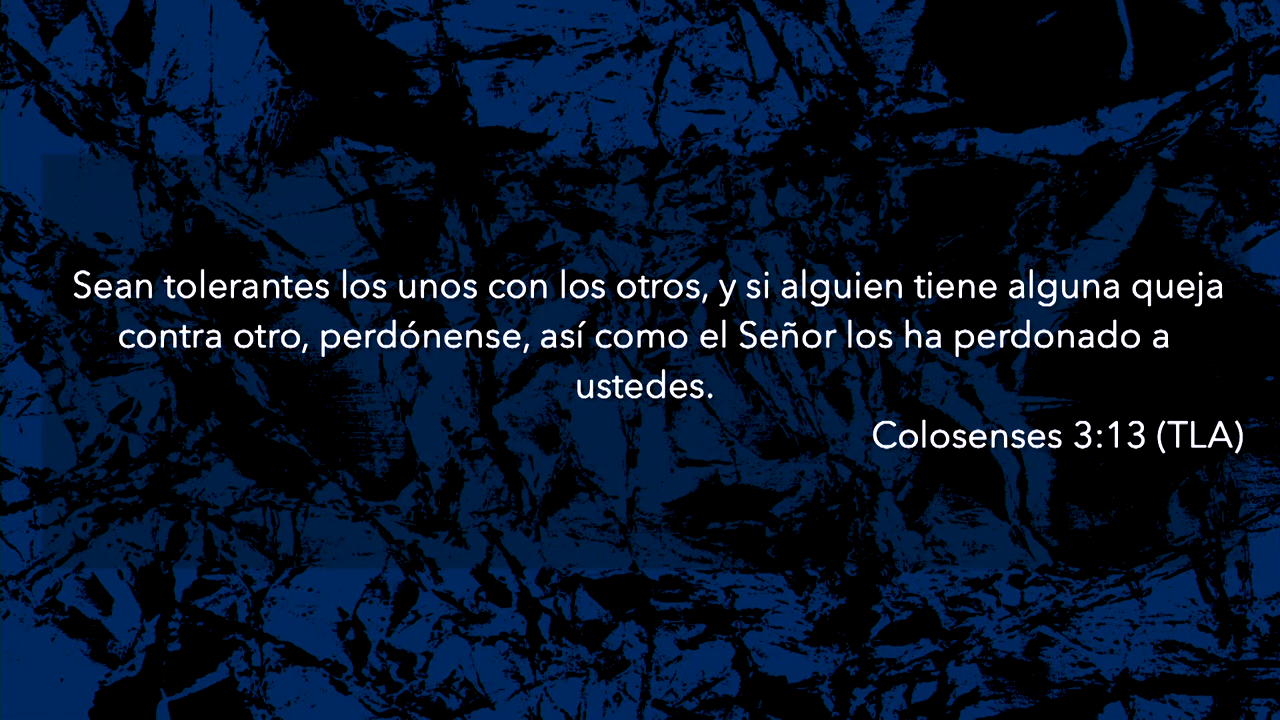 Sean tolerantes los unos con los otros, y si alguien tiene alguna queja
contra otro, perdónense, así como el Señor los ha perdonado a
ustedes.
Colosenses 3:13 (TLA)